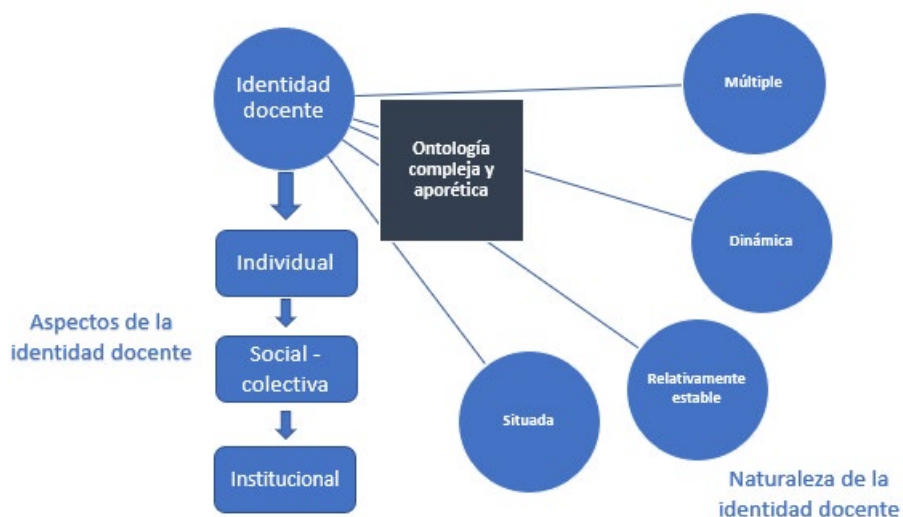 Identidad
docente
Múltiple
Ontología
compleja y
aporética
Dinámica
Individual
Aspectos de la
identidad docente
Social -
colectiva
Relativamente
estable
Situada
Institucional
Naturaleza de la
identidad docente